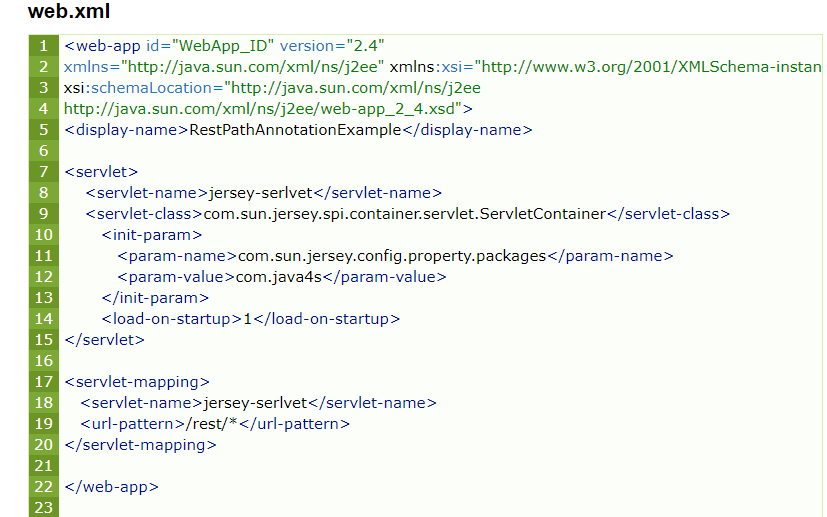 web.xml
1 <web-app id="WebApp_ID" version="2.4"
2 xmlns="http://java.sun.com/xml/ns/j2ee" xmlns:xsi="http://www.w3.org/2001/XMLSchema-instan
3 xsi:schemaLocation="http://java.sun.com/xml/ns/j2ee
4 http://java.sun.com/xml/ns/j2ee/web-app_2_4.xsd">
5 <display-name>RestPathAnnotationExample</display-name>
6
7 <servlet>
8 <servlet-name>jersey-serlvet</servlet-name>
9 <servlet-class>com.sun.jersey.spi.container.servlet.ServletContainer</servlet-class>
10 <init-param>
11 <param-name>com.sun.jersey.config.property.packages</param-name>
12 <param-value>com.java4s</param-value>
13 </init-param>
14 <load-on-startup>1</load-on-startup>
15 </servlet>
16
17 <servlet-mapping>
18 <servlet-name>jersey-serlvet</servlet-name>
19 <url-pattern>/rest/*</url-pattern>
20 </servlet-mapping>
21
22 </web-app>
23